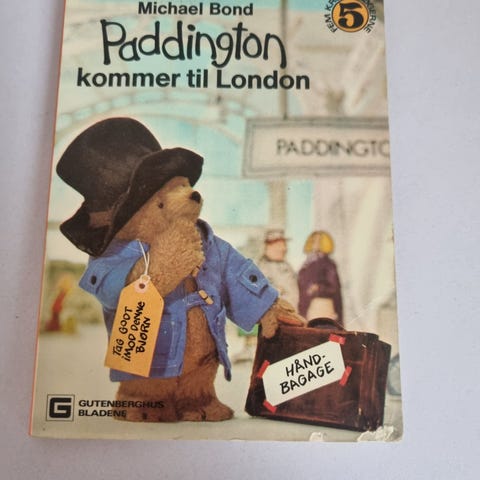 Michael Bond
5
Paddington
kommer til London
PADDINGTO
TAG GODT
IMOD DENNE
BJØRN
HÅND-
BAGAGE
G GUTENBERGHUS
BLADENE